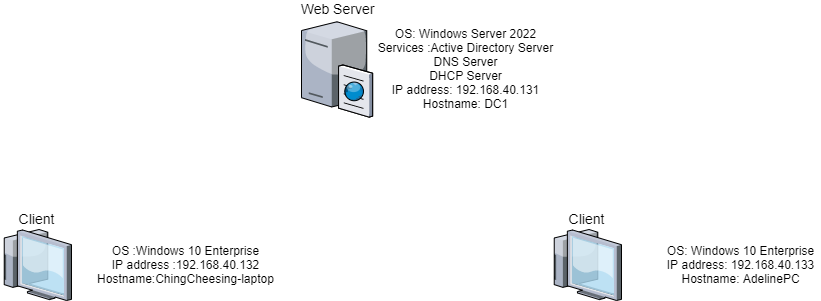 Web Server
OS: Windows Server 2022
Services :Active Directory Server
DNS Server
DHCP Server
IP address: 192.168.40.131
Hostname: DC1
Client
OS :Windows 10 Enterprise
IP address :192.168.40.132
Hostname:ChingCheesing-laptop
Client
OS: Windows 10 Enterprise
IP address: 192.168.40.133
Hostname: AdelinePC